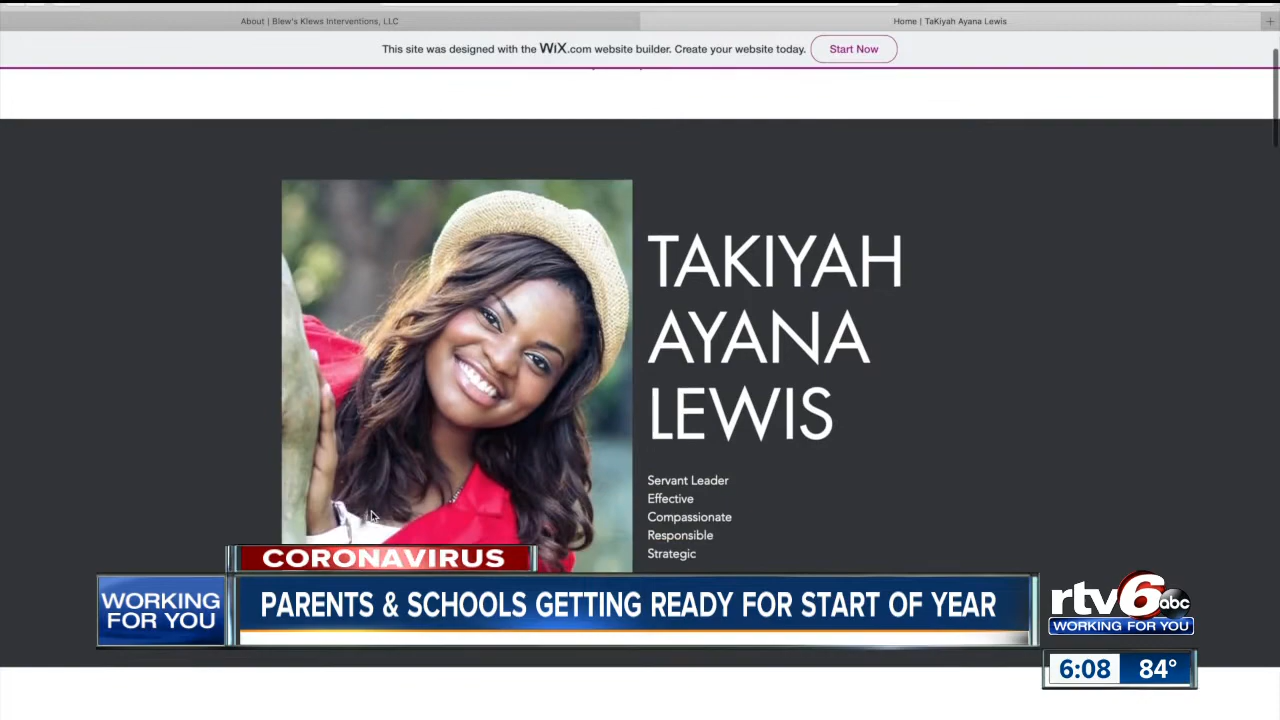 About | Blew's Klews Interventions, LLC
Home | TaKiyah Ayana Lewis
This site was designed with the WiX.com website builder. Create your website today.
Start Now
TAKIYAH
AYANA
LEWIS
Servant Leader
Effective
Compassionate
Responsible
Strategic
CORONAVIRUS
WORKING
FOR YOU
PARENTS & SCHOOLS GETTING READY FOR START OF YEAR
rtv6 abc
WORKING FOR YOU
6:08 84°